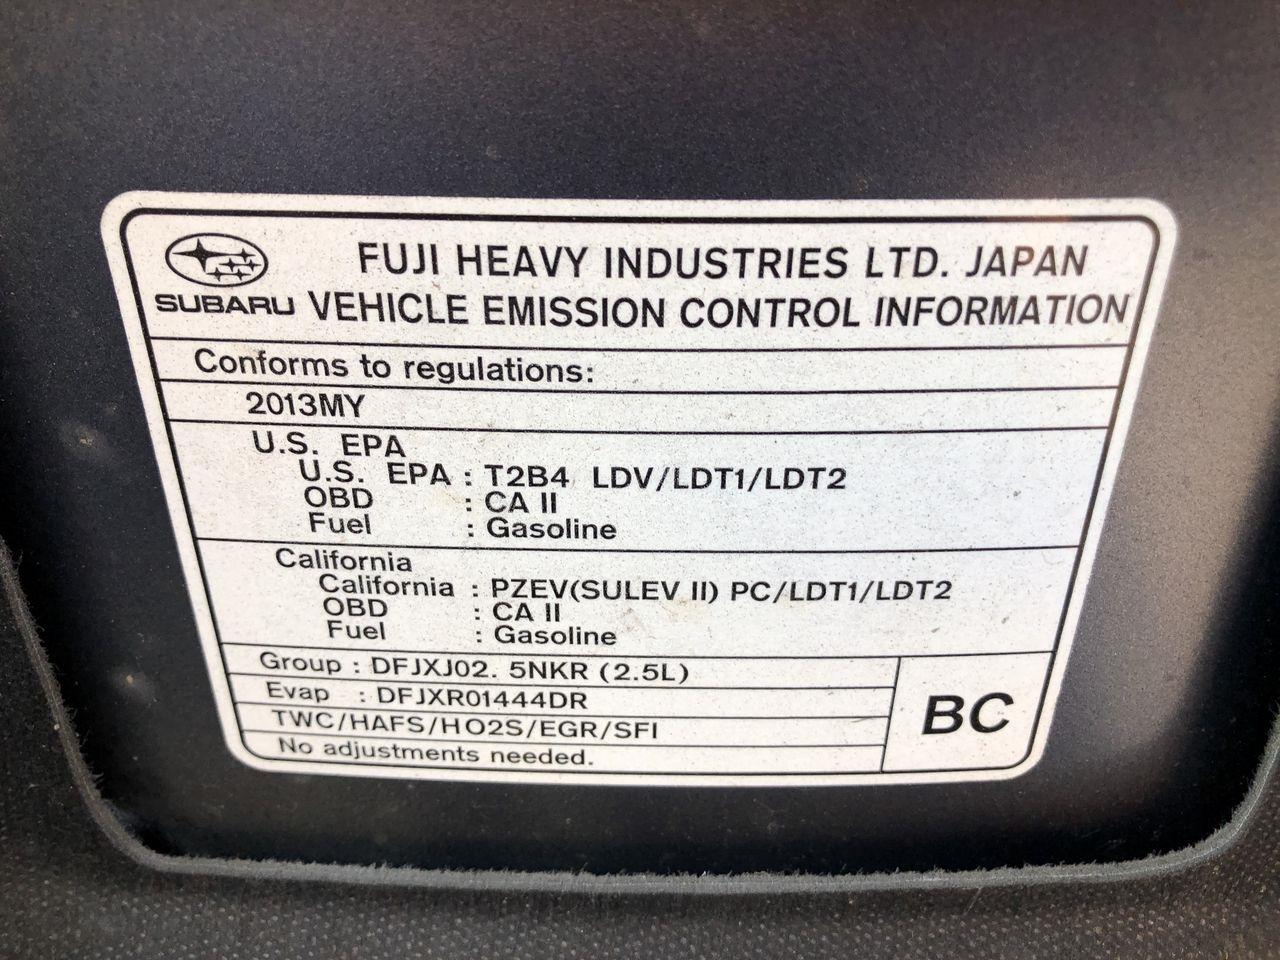 FUJI HEAVY INDUSTRIES LTD. JAPAN
SUBARU VEHICLE EMISSION CONTROL INFORMATION
Conforms to regulations:
2013MY
U.S. EPA
U.S. EPA : T2B4 LDV/LDT1/LDT2
OBD : CA II
Fuel : Gasoline
California
California : PZEV(SULEV II) PC/LDT1/LDT2
OBD : CA II
Fuel : Gasoline
Group : DFJXJ02. 5NKR (2.5L)
Evap : DFJXR01444DR
TWC/HAFS/HO2S/EGR/SFI
No adjustments needed.
BC